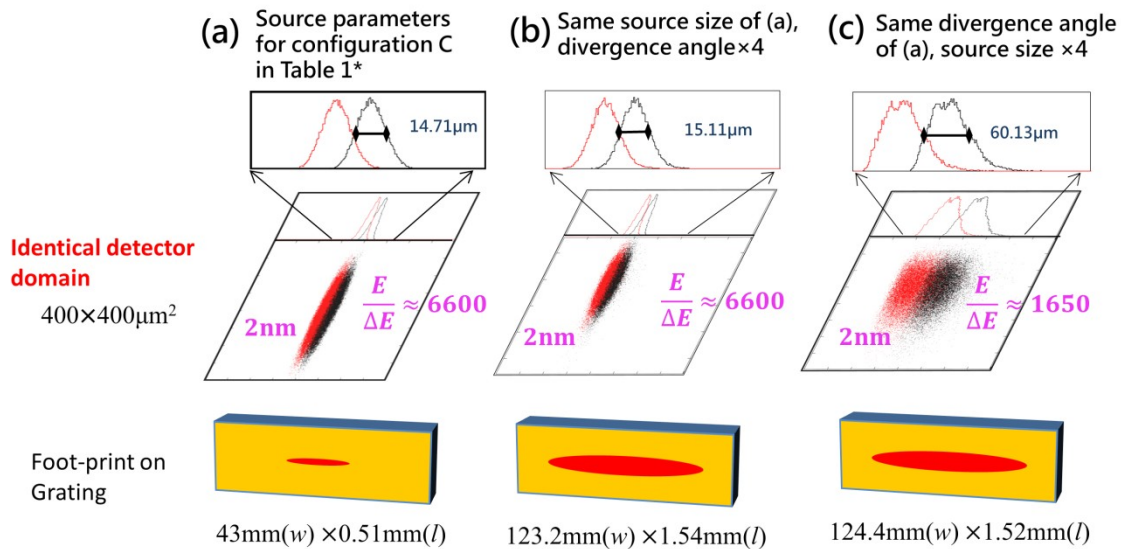 (a) Source parameters
for configuration C
in Table 1*
(b) Same source size of (a),
divergence angle×4
(c) Same divergence angle
of (a), source size ×4
14.71μm
15.11μm
60.13μm
Identical detector
domain
400×400μm²
2nm
E/ΔE ≈ 6600
2nm
E/ΔE ≈ 6600
2nm
E/ΔE ≈ 1650
Foot-print on
Grating
43mm(w) ×0.51mm(l)
123.2mm(w) ×1.54mm(l)
124.4mm(w) ×1.52mm(l)